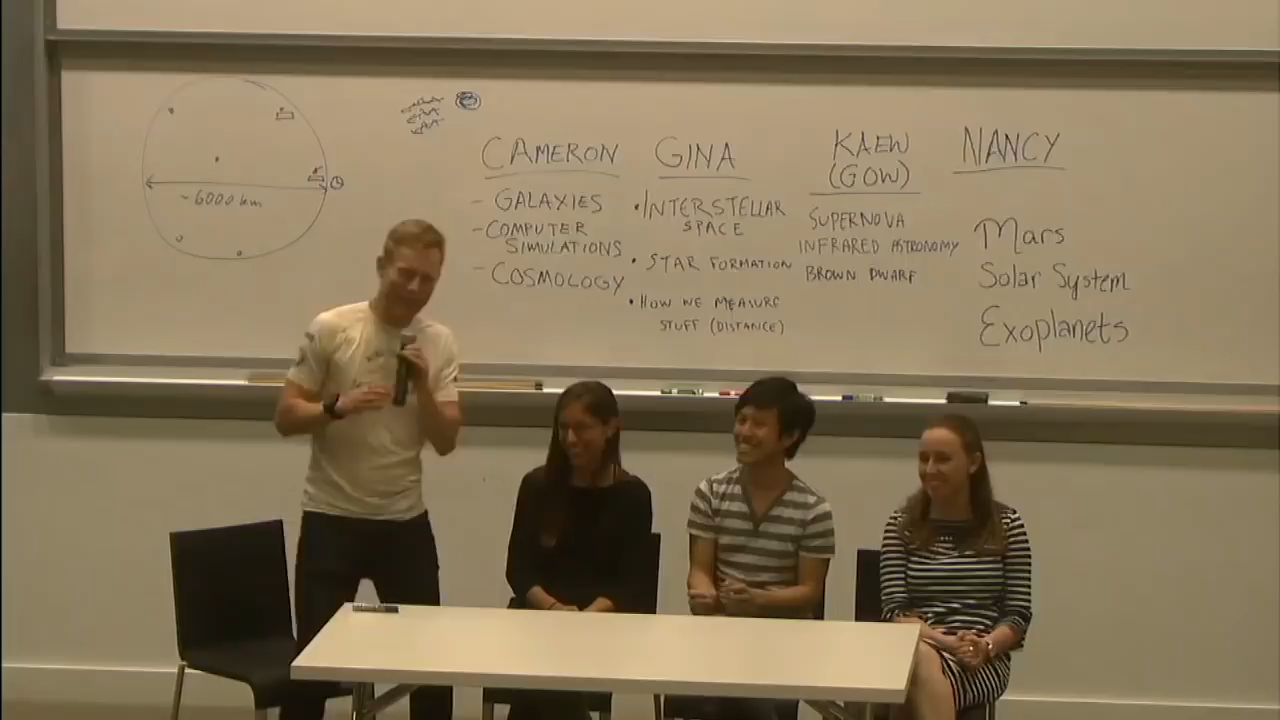 ~6000 km
CAMERON
- GALAXIES
- COMPUTER
SIMULATIONS
- COSMOLOGY
GINA
• INTERSTELLAR
SPACE
• STAR FORMATION
• HOW WE MEASURE
STUFF (DISTANCE)
KAEW
(GOW)
SUPERNOVA
INFRARED ASTRONOMY
BROWN DWARF
NANCY
Mars
Solar System
Exoplanets